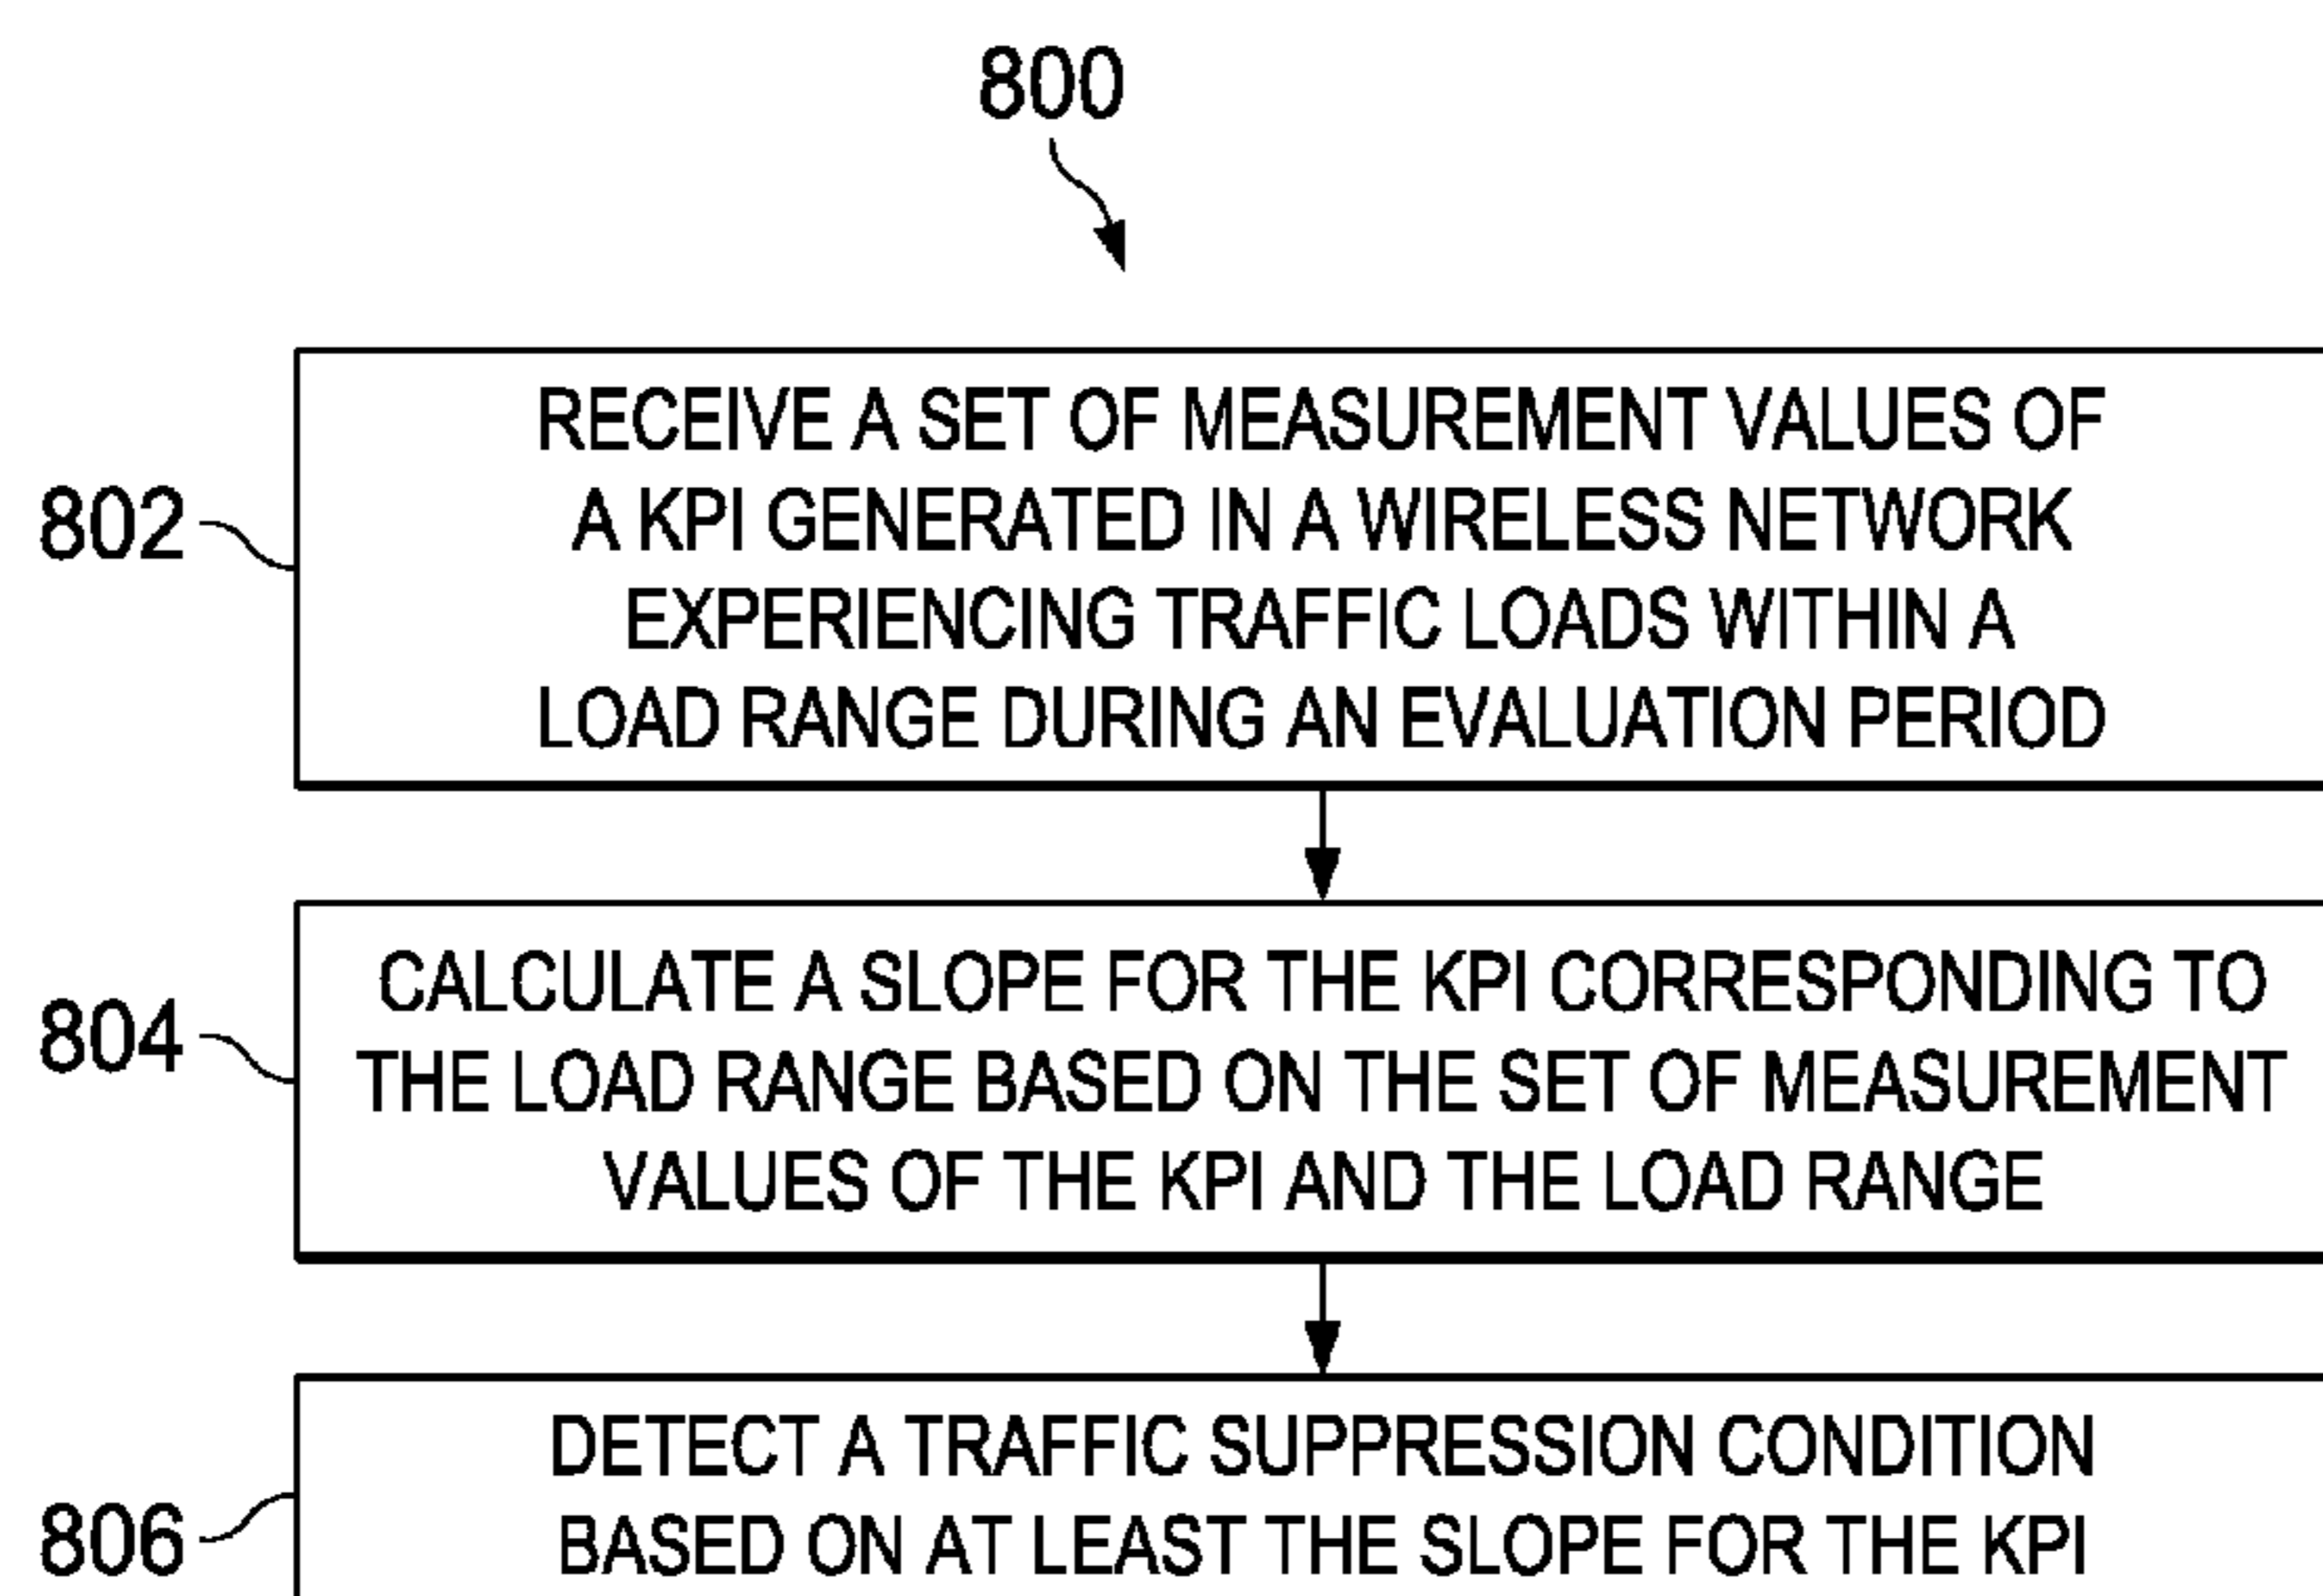 800
802
RECEIVE A SET OF MEASUREMENT VALUES OF
A KPI GENERATED IN A WIRELESS NETWORK
EXPERIENCING TRAFFIC LOADS WITHIN A
LOAD RANGE DURING AN EVALUATION PERIOD
804
CALCULATE A SLOPE FOR THE KPI CORRESPONDING TO
THE LOAD RANGE BASED ON THE SET OF MEASUREMENT
VALUES OF THE KPI AND THE LOAD RANGE
806
DETECT A TRAFFIC SUPPRESSION CONDITION
BASED ON AT LEAST THE SLOPE FOR THE KPI